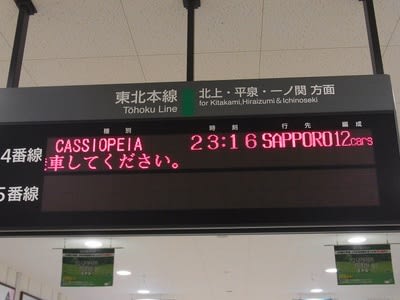 東北本線 北上・平泉・一ノ関 方面
Tōhoku Line for Kitakami,Hiraizumi & Ichinoseki
種別 時刻 行先 編成
4番線 CASSIOPEIA 23:16 SAPPORO 12cars
車してください。
5番線